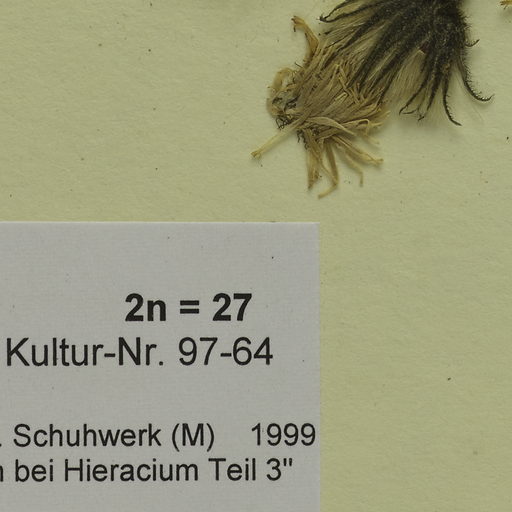 2n = 27
Kultur-Nr. 97-64
. Schuhwerk (M) 1999
n bei Hieracium Teil 3"